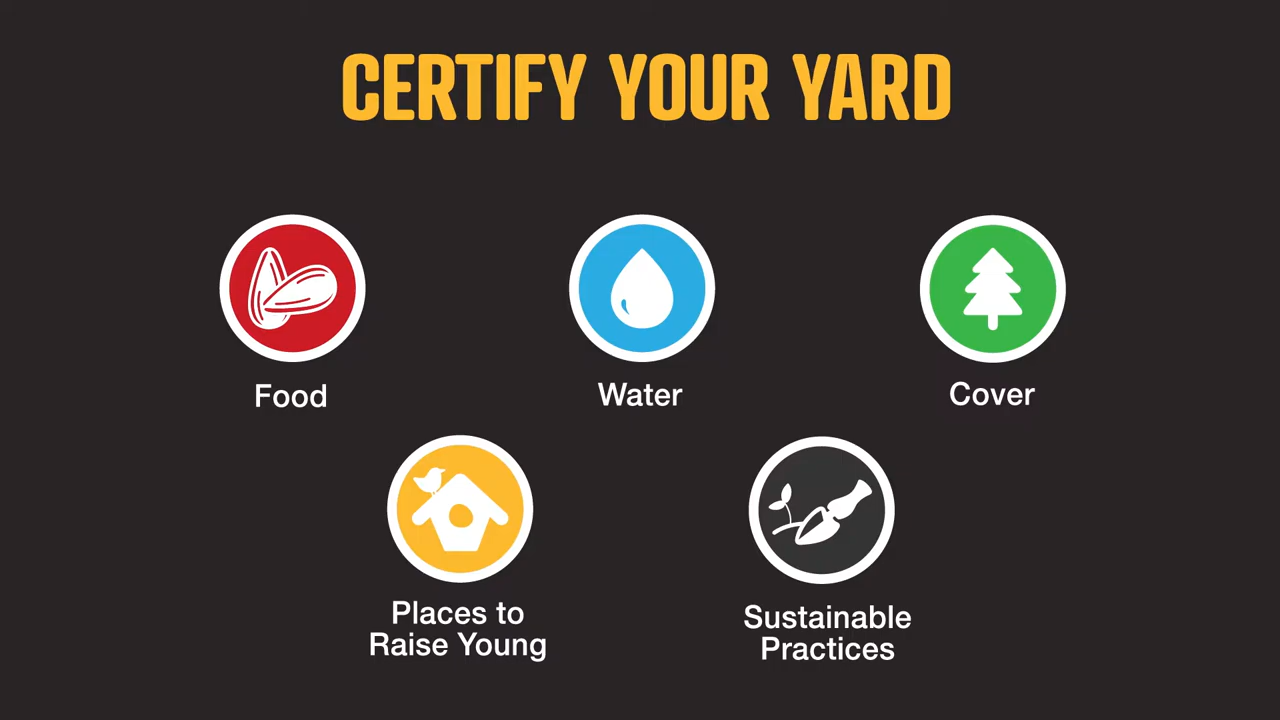 CERTIFY YOUR YARD
Food
Water
Cover
Places to
Raise Young
Sustainable
Practices